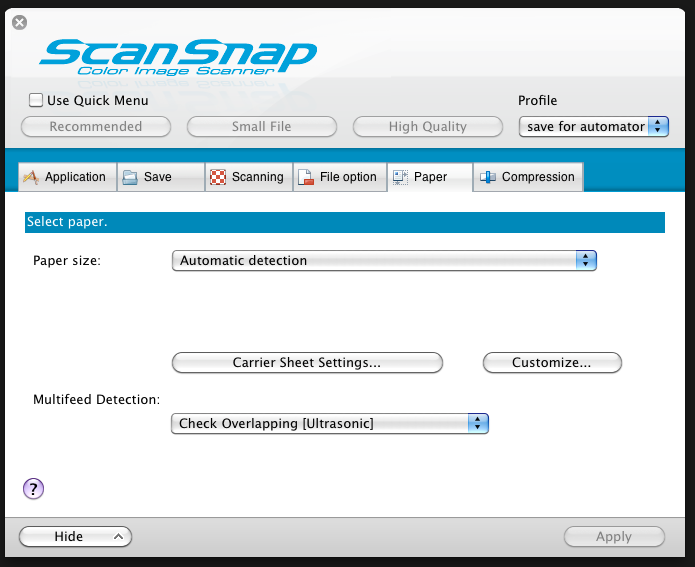 ScanSnap
Color Image Scanner
Use Quick Menu
Profile
Recommended Small File High Quality save for automator
Application Save Scanning File option Paper Compression
Select paper.
Paper size: Automatic detection
Carrier Sheet Settings... Customize...
Multifeed Detection:
Check Overlapping [Ultrasonic]
?
Hide Apply